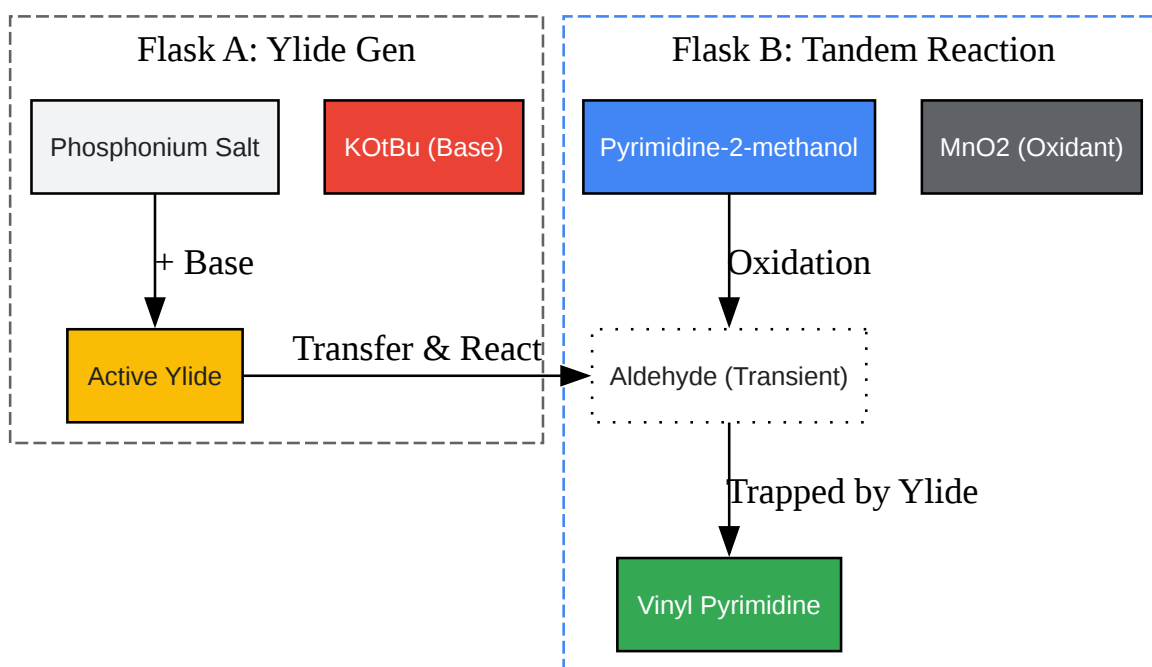 Flask A: Ylide Gen
Flask B: Tandem Reaction
Phosphonium Salt
KOtBu (Base)
Pyrimidine-2-methanol
MnO2 (Oxidant)
+ Base
Oxidation
Active Ylide
Transfer & React
Aldehyde (Transient)
Trapped by Ylide
Vinyl Pyrimidine